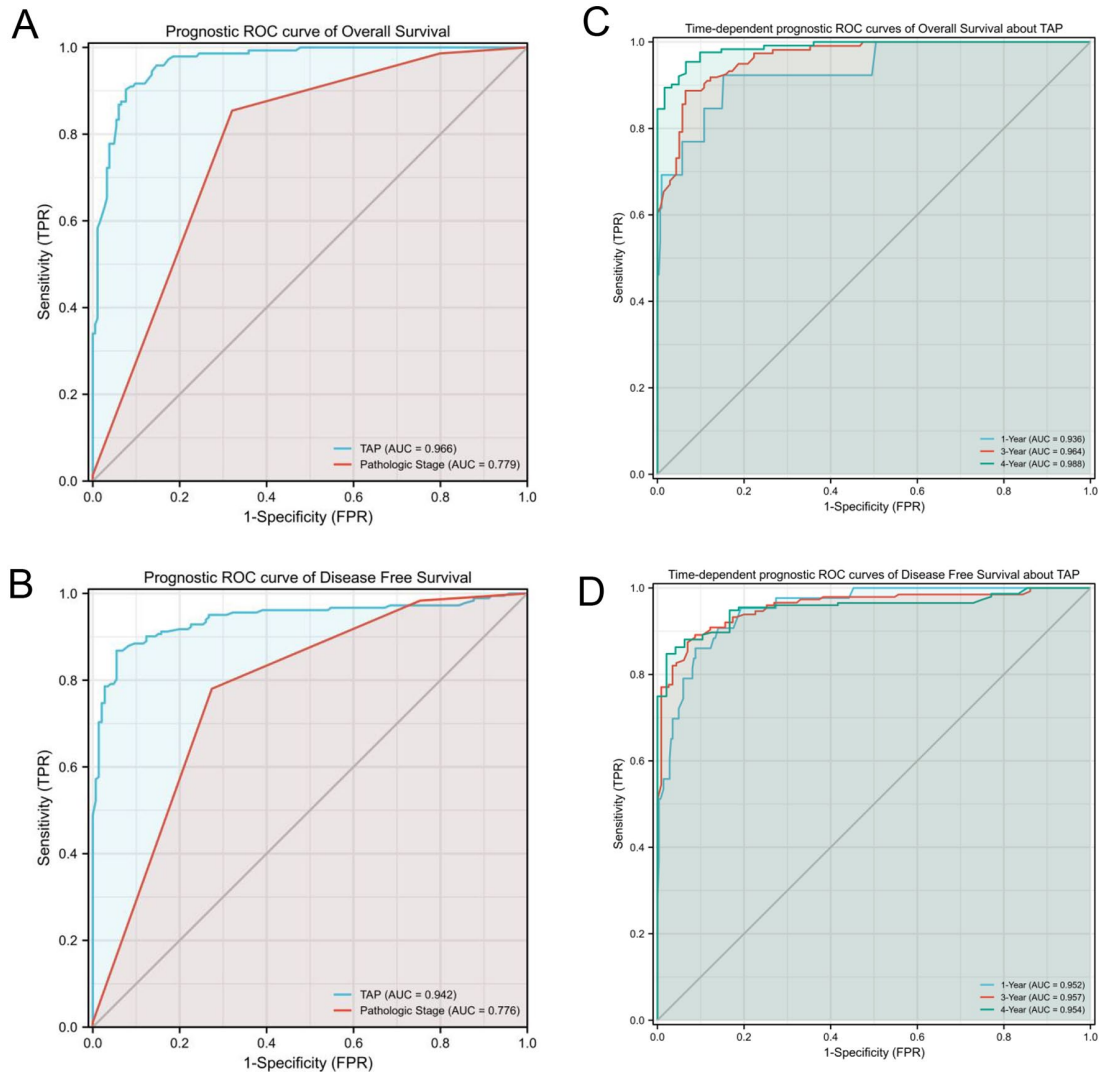 A
Prognostic ROC curve of Overall Survival
1.0
0.8
0.6
0.4
0.2
0.0
Sensitivity (TPR)
TAP (AUC = 0.966)
Pathologic Stage (AUC = 0.779)
0.0 0.2 0.4 0.6 0.8 1.0
1-Specificity (FPR)
B
Prognostic ROC curve of Disease Free Survival
1.0
0.8
0.6
0.4
0.2
0.0
Sensitivity (TPR)
TAP (AUC = 0.942)
Pathologic Stage (AUC = 0.776)
0.0 0.2 0.4 0.6 0.8 1.0
1-Specificity (FPR)
C
Time-dependent prognostic ROC curves of Overall Survival about TAP
1.0
0.8
0.6
0.4
0.2
0.0
Sensitivity (TPR)
1-Year (AUC = 0.936)
3-Year (AUC = 0.964)
4-Year (AUC = 0.988)
0.0 0.2 0.4 0.6 0.8 1.0
1-Specificity (FPR)
D
Time-dependent prognostic ROC curves of Disease Free Survival about TAP
1.0
0.8
0.6
0.4
0.2
0.0
Sensitivity (TPR)
1-Year (AUC = 0.952)
3-Year (AUC = 0.957)
4-Year (AUC = 0.954)
0.0 0.2 0.4 0.6 0.8 1.0
1-Specificity (FPR)